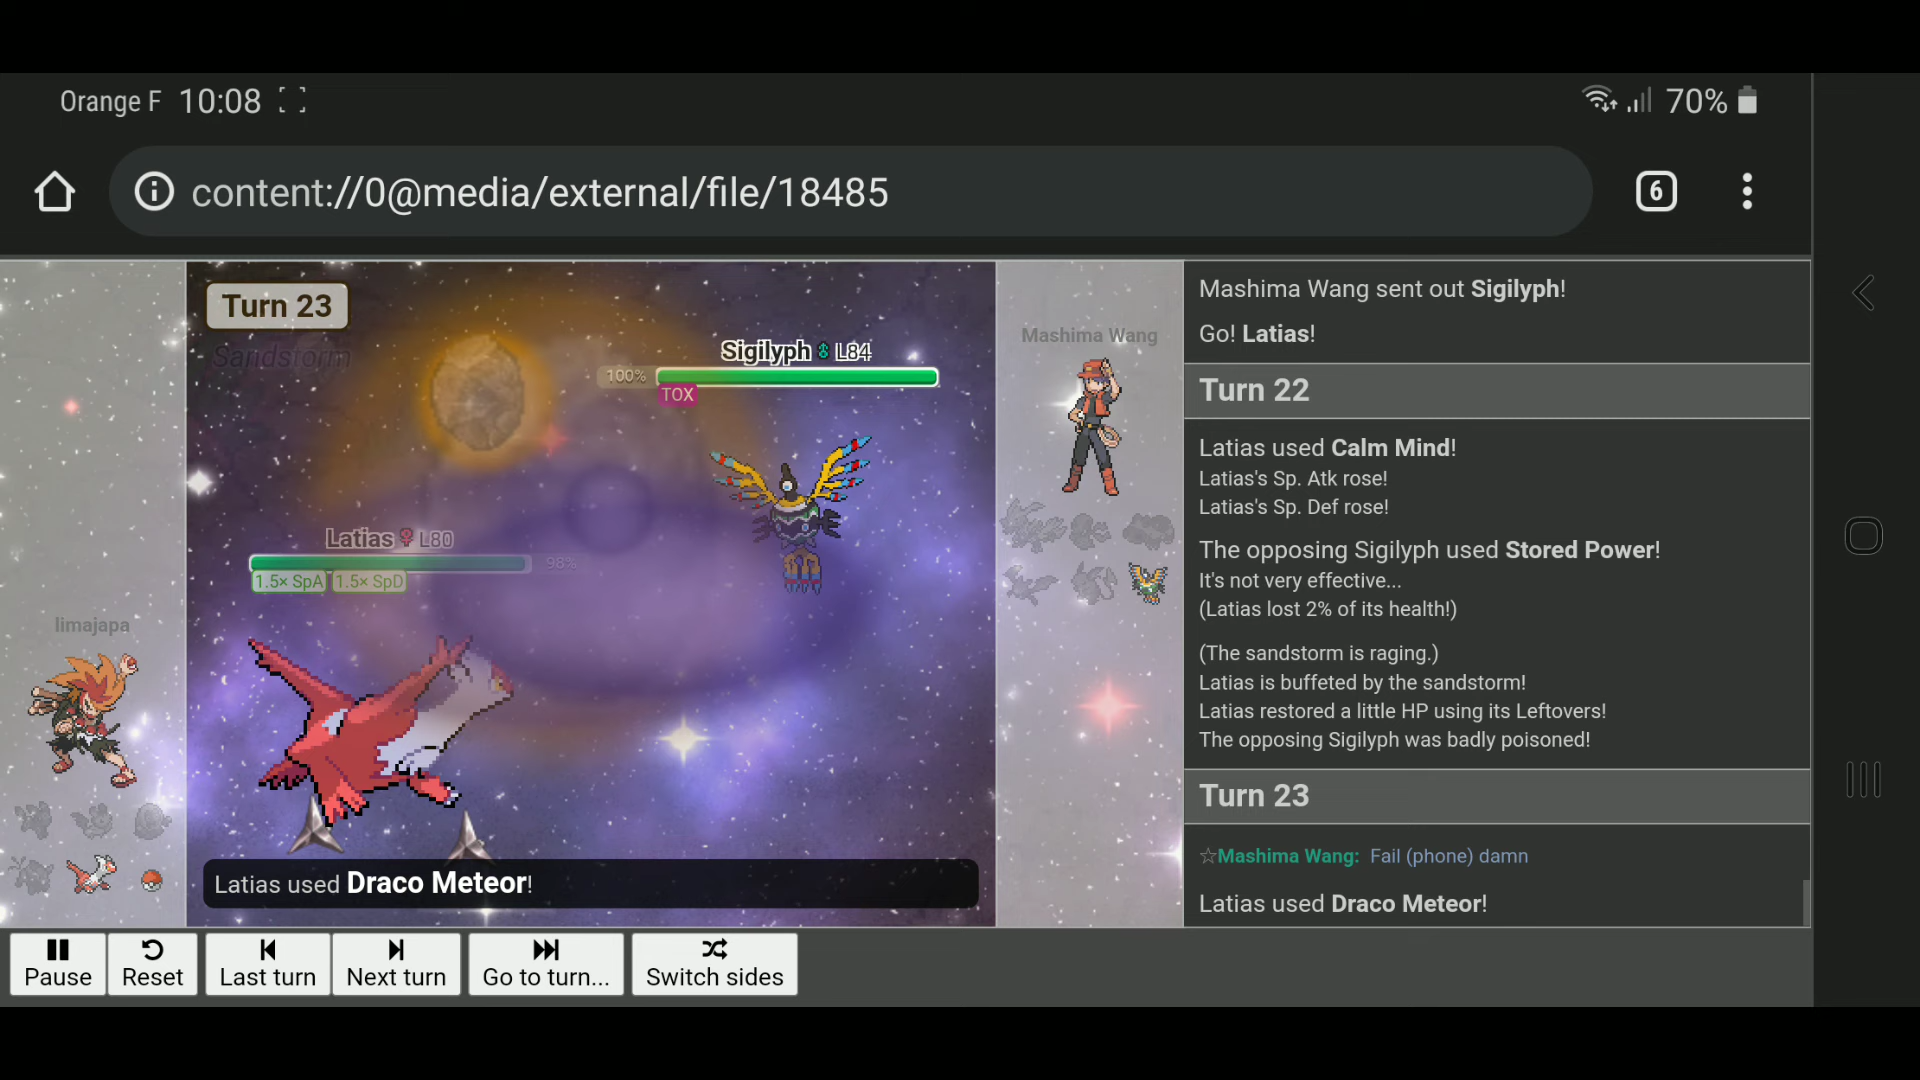 Orange F 10:08 70%
content://0@media/external/file/18485 6
Turn 23
Sandstorm
Sigilyph L84
100%
TOX
Latias L80
98%
1.5× SpA 1.5× SpD
limajapa
Mashima Wang
Latias used Draco Meteor!
Mashima Wang sent out Sigilyph!
Go! Latias!
Turn 22
Latias used Calm Mind!
Latias's Sp. Atk rose!
Latias's Sp. Def rose!
The opposing Sigilyph used Stored Power!
It's not very effective...
(Latias lost 2% of its health!)
(The sandstorm is raging.)
Latias is buffeted by the sandstorm!
Latias restored a little HP using its Leftovers!
The opposing Sigilyph was badly poisoned!
Turn 23
☆Mashima Wang: Fail (phone) damn
Latias used Draco Meteor!
Pause Reset Last turn Next turn Go to turn... Switch sides